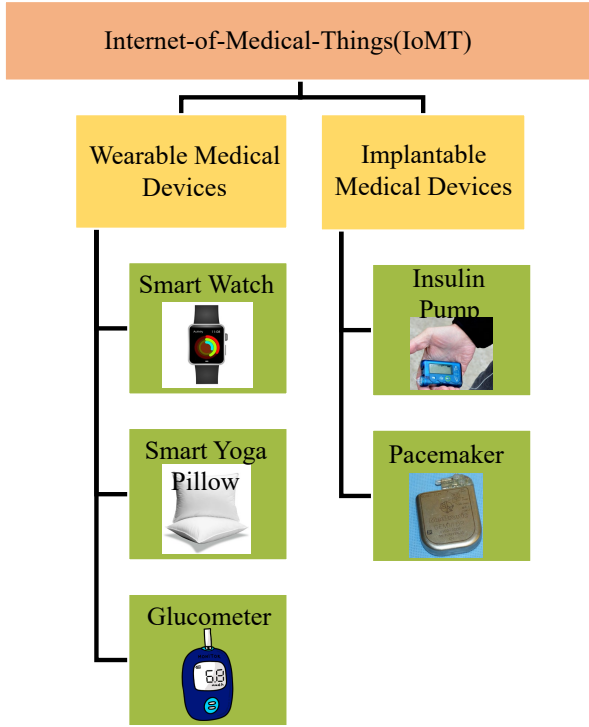 Internet-of-Medical-Things(IoMT)
Wearable Medical
Devices
Implantable
Medical Devices
Smart Watch
Insulin
Pump
Smart Yoga
Pillow
Pacemaker
Glucometer
6.8